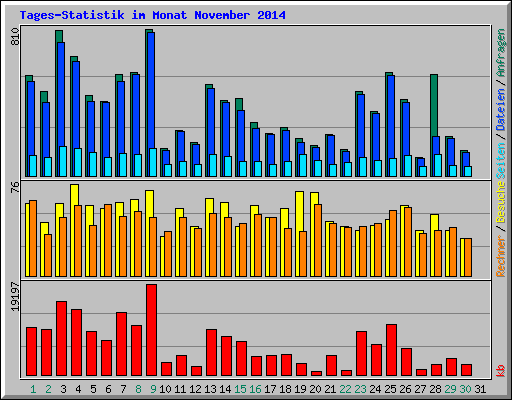 Tages-Statistik im Monat November 2014
810
76
19197
Rechner / Besuche Seiten / Dateien / Anfragen
kb
1 2 3 4 5 6 7 8 9 10 11 12 13 14 15 16 17 18 19 20 21 22 23 24 25 26 27 28 29 30 31